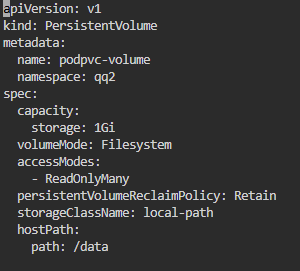 apiVersion: v1
kind: PersistentVolume
metadata:
  name: podpvc-volume
  namespace: qq2
spec:
  capacity:
    storage: 1Gi
  volumeMode: Filesystem
  accessModes:
    - ReadOnlyMany
  persistentVolumeReclaimPolicy: Retain
  storageClassName: local-path
  hostPath:
    path: /data